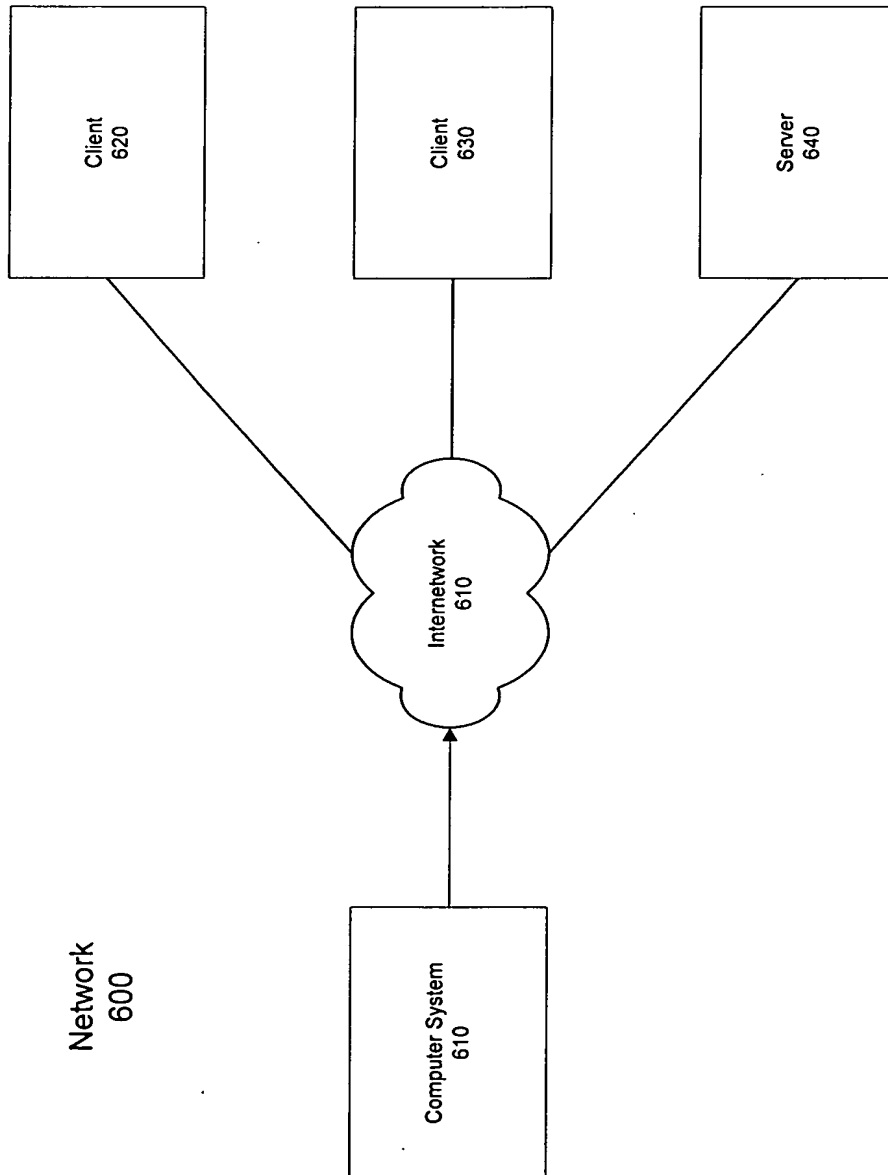 Network
600
Computer System
610
Internetwork
610
Client
620
Client
630
Server
640